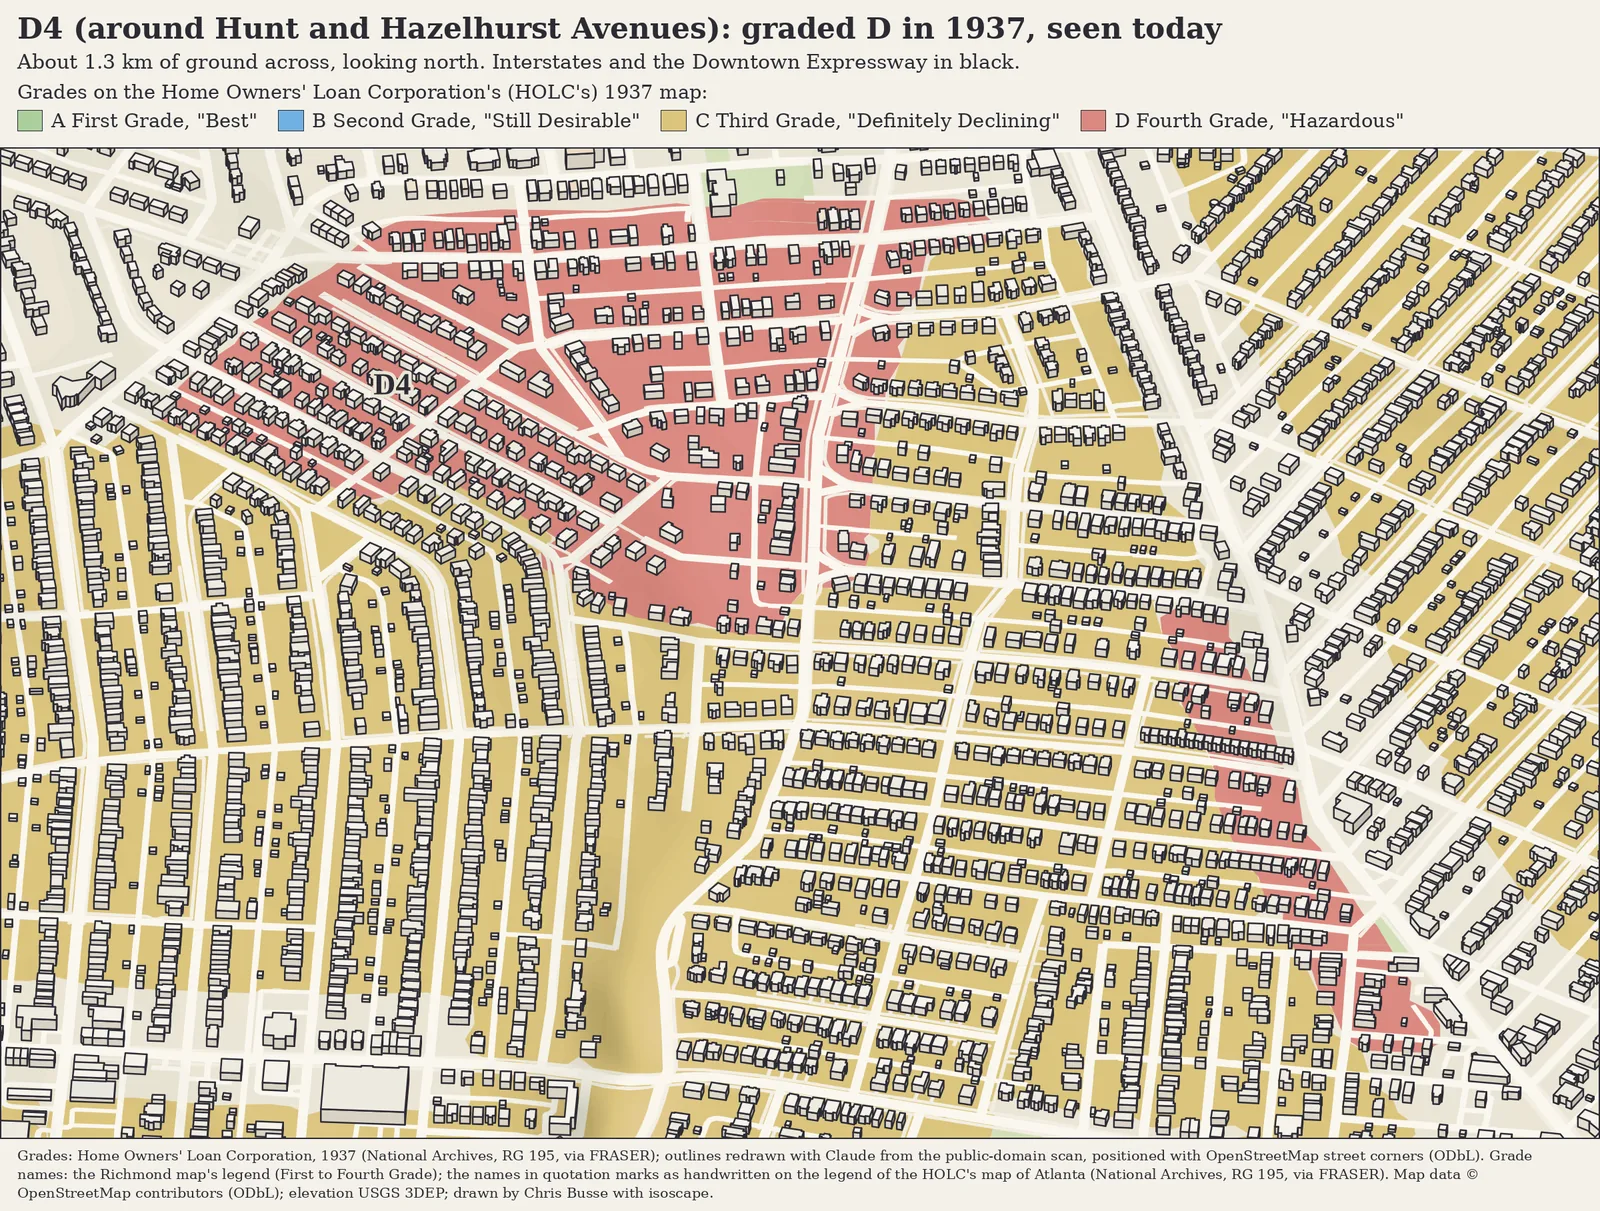 D4 (around Hunt and Hazelhurst Avenues): graded D in 1937, seen today
About 1.3 km of ground across, looking north. Interstates and the Downtown Expressway in black.
Grades on the Home Owners' Loan Corporation's (HOLC's) 1937 map:
A First Grade, "Best" B Second Grade, "Still Desirable" C Third Grade, "Definitely Declining" D Fourth Grade, "Hazardous"
D4
Grades: Home Owners' Loan Corporation, 1937 (National Archives, RG 195, via FRASER); outlines redrawn with Claude from the public-domain scan, positioned with OpenStreetMap street corners (ODbL). Grade
names: the Richmond map's legend (First to Fourth Grade); the names in quotation marks as handwritten on the legend of the HOLC's map of Atlanta (National Archives, RG 195, via FRASER). Map data ©
OpenStreetMap contributors (ODbL); elevation USGS 3DEP; drawn by Chris Busse with isoscape.